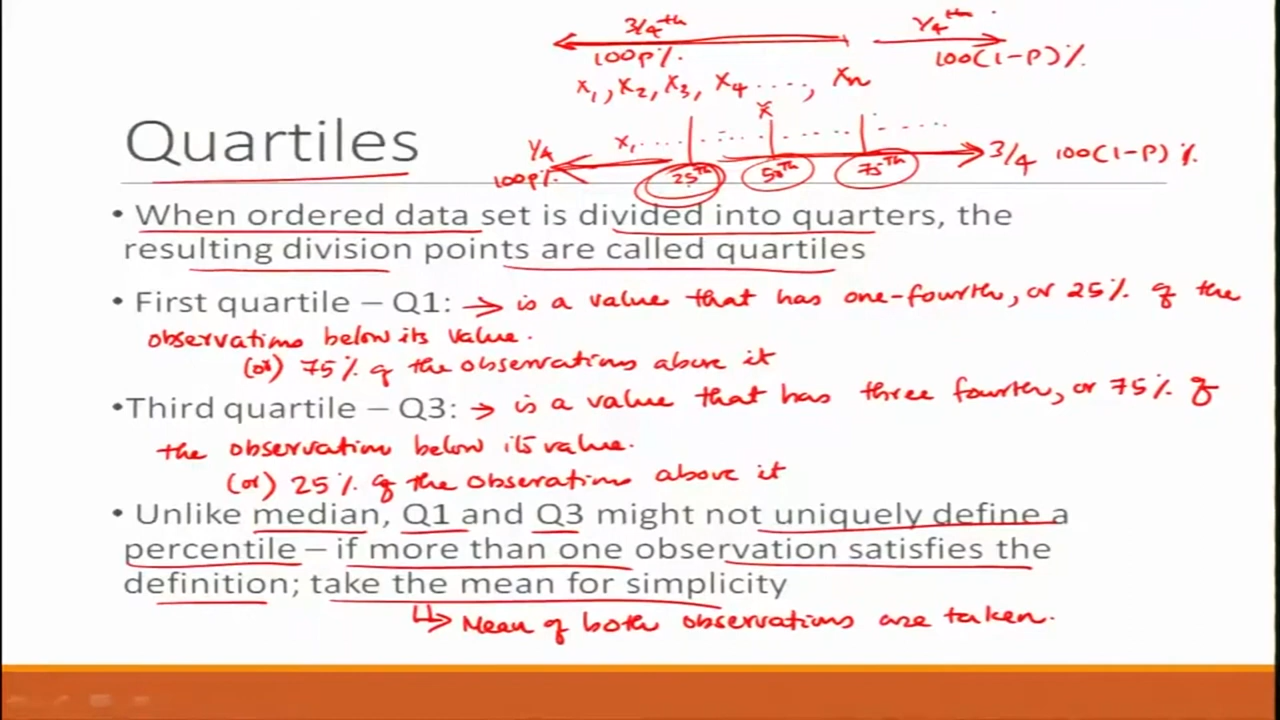 3/4th
1/4th
100p%
100(1-P)%
x1, x2, x3, x4 ...., xn
Quartiles
x̃
1/4
x1 ....
3/4 100(1-P)%
100p%
25th
50th
75th
• When ordered data set is divided into quarters, the
resulting division points are called quartiles
• First quartile – Q1: → is a value that has one-fourth, or 25% of the
observations below its value.
(or) 75% of the observations above it
•Third quartile – Q3: → is a value that has three fourth, or 75% of
the observation below its value.
(or) 25% of the observations above it
• Unlike median, Q1 and Q3 might not uniquely define a
percentile – if more than one observation satisfies the
definition; take the mean for simplicity
↳ Mean of both observations are taken.